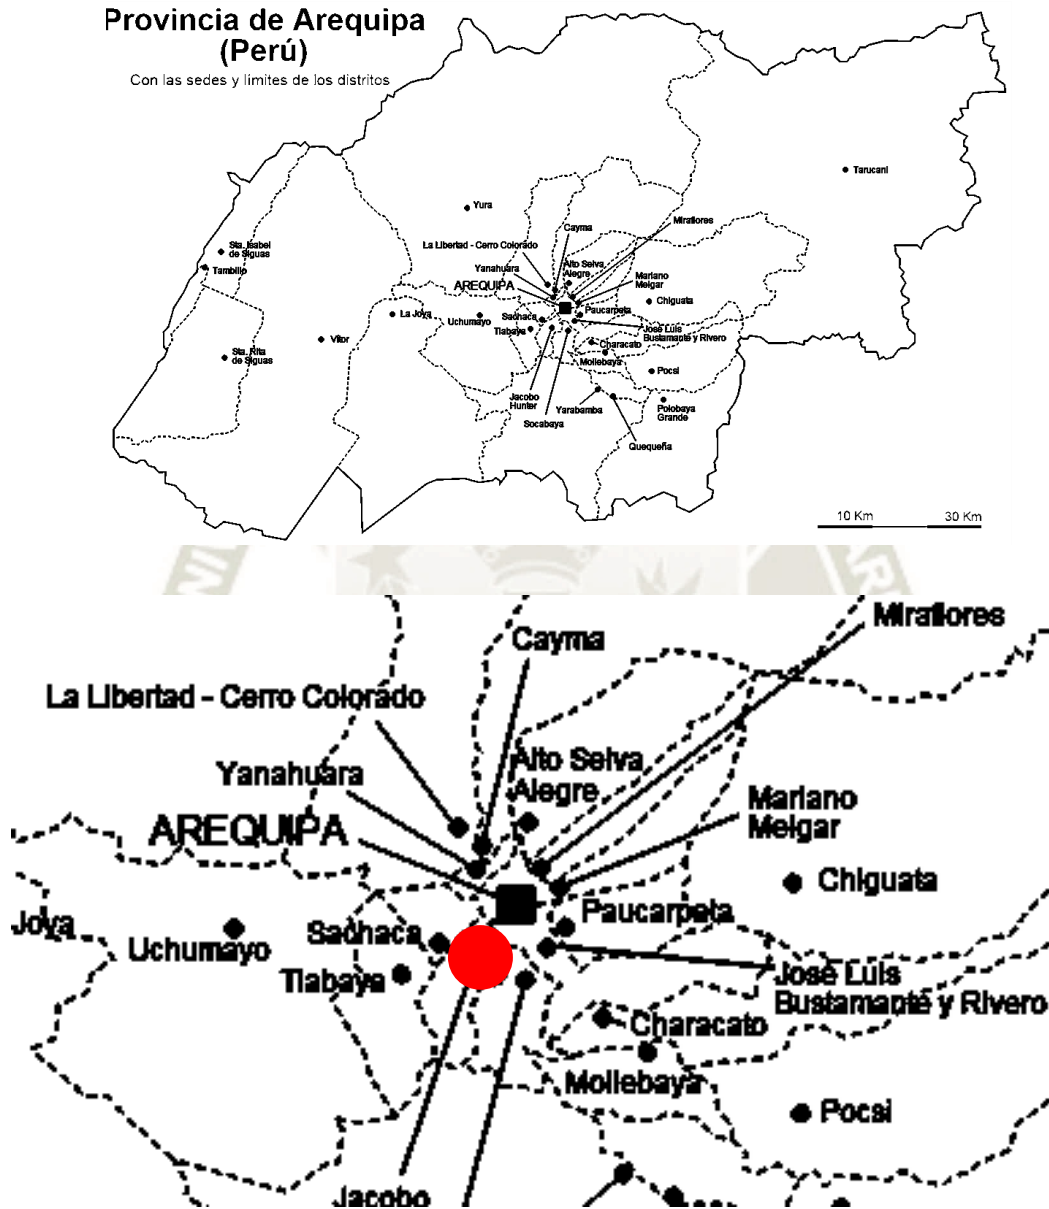 Provincia de Arequipa
(Perú)
Con las sedes y limites de los distritos
Tarucani
Yura
Miraflores
Cayma
La Libertad - Cerro Colorado
Sta. Isabel
de Siguas
Tambillo
Yanahuara
Alto Selva
Alegre
AREQUIPA
Mariano
Melgar
Chiguata
La Joya
Uchumayo
Sachaca
Paucarpata
Tiabaya
José Luis
Bustamante y Rivero
Vitor
Characato
Sta. Rita
de Siguas
Mollebaya
Pocsi
Jacobo
Hunter
Yarabamba
Polobaya
Grande
Socabaya
Quequeña
10 Km
30 Km
IN
AR
Miraflores
Cayma
La Libertad - Cerro Colorado
Alto Selva
Alegre
Yanahuara
Mariano
Melgar
AREQUIPA
Chiguata
Paucarpata
Joya
Sachaca
Uchumayo
Tiabaya
José Luis
Bustamante y Rivero
Characato
Mollebaya
Pocsi
Jacobo